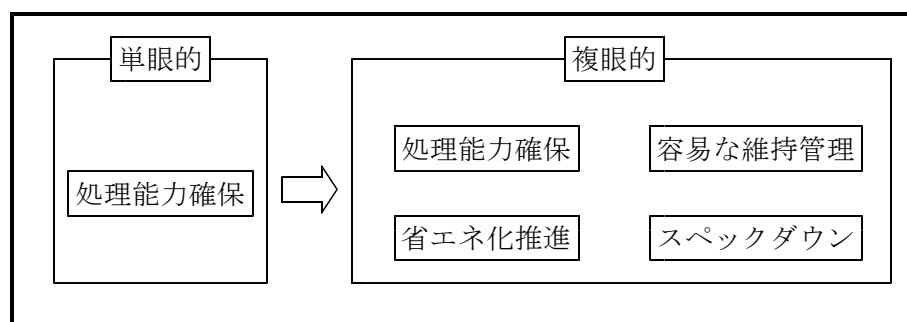 単眼的
処理能力確保
複眼的
処理能力確保
容易な維持管理
省エネ化推進
スペックダウン